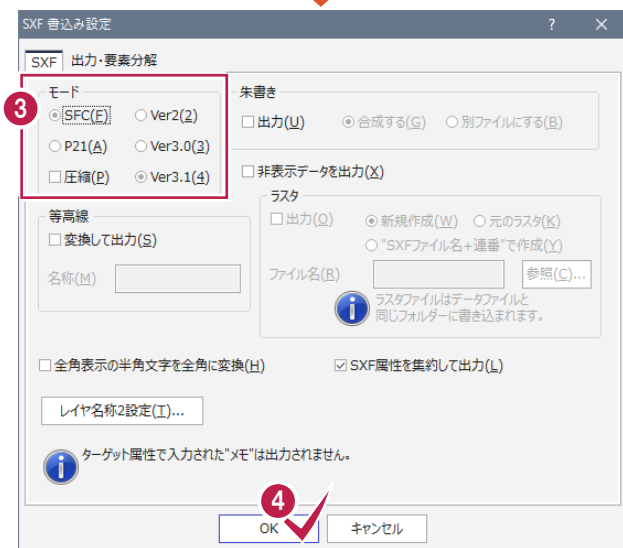 SXF 書込み設定
?
SXF 出力・要素分解
3
モード
SFC(F) Ver2(2)
P21(A) Ver3.0(3)
圧縮(P) Ver3.1(4)
朱書き
出力(U) 合成する(G) 別ファイルにする(B)
非表示データを出力(X)
等高線
変換して出力(S)
名称(M)
ラスタ
出力(O) 新規作成(W) 元のラスタ(K)
"SXFファイル名+連番"で作成(Y)
ファイル名(R) 参照(C)...
ラスタファイルはデータファイルと
同じフォルダーに書き込まれます。
全角表示の半角文字を全角に変換(H) SXF属性を集約して出力(L)
レイヤ名称2設定(T)...
ターゲット属性で入力された"メモ"は出力されません。
4
OK キャンセル